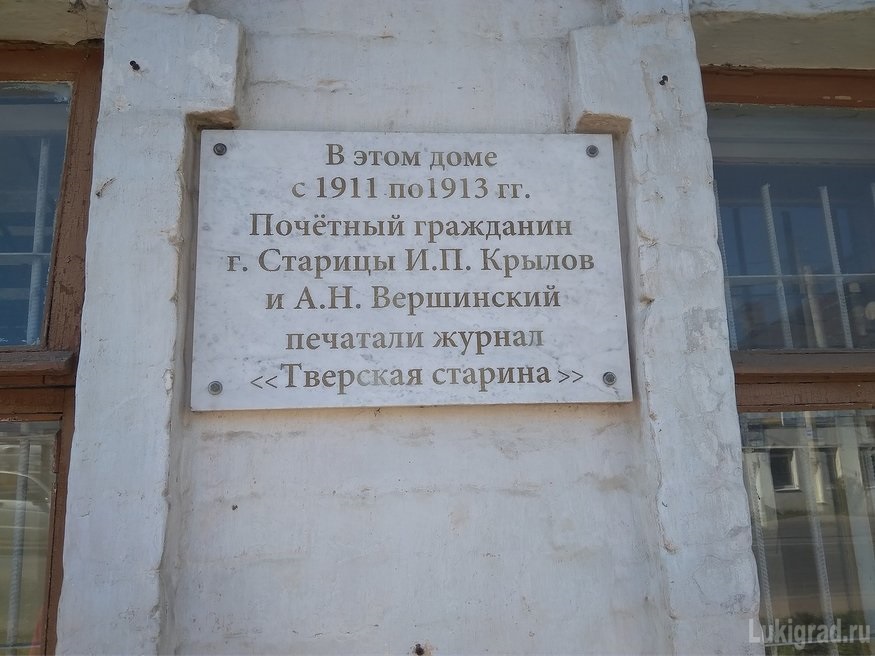 В этом доме
с 1911 по1913 гг.
Почётный гражданин
г. Старицы И.П. Крылов
и А.Н. Вершинский
печатали журнал
<<Тверская старина>>
Lukigrad.ru